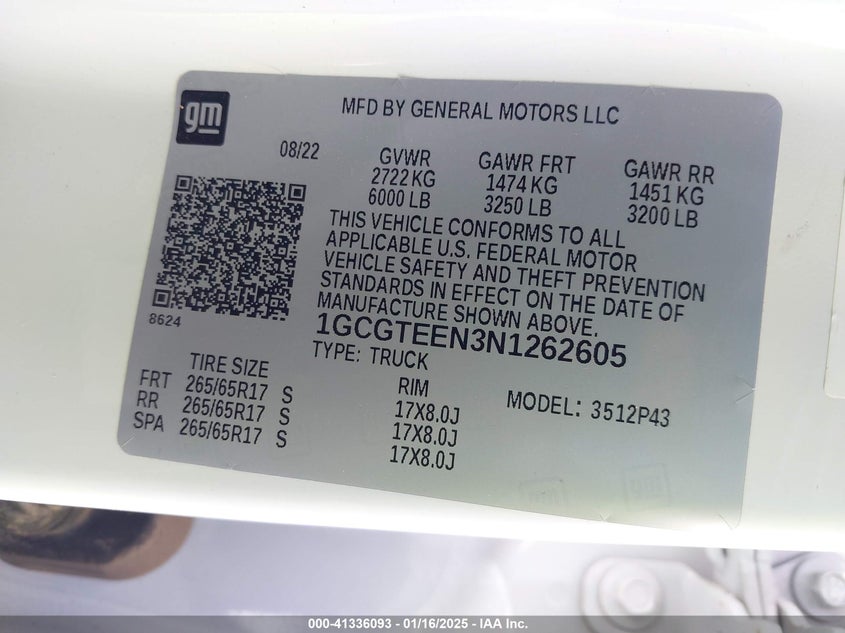 gm
MFD BY GENERAL MOTORS LLC
08/22
GVWR GAWR FRT GAWR RR
2722 KG 1474 KG 1451 KG
6000 LB 3250 LB 3200 LB
THIS VEHICLE CONFORMS TO ALL
APPLICABLE U.S. FEDERAL MOTOR
VEHICLE SAFETY AND THEFT PREVENTION
STANDARDS IN EFFECT ON THE DATE OF
MANUFACTURE SHOWN ABOVE.
8624
1GCGTEEN3N1262605
TYPE: TRUCK
TIRE SIZE RIM MODEL: 3512P43
FRT 265/65R17 S 17X8.0J
RR 265/65R17 S 17X8.0J
SPA 265/65R17 S 17X8.0J
gm
000-41336093 - 01/16/2025 - IAA Inc.